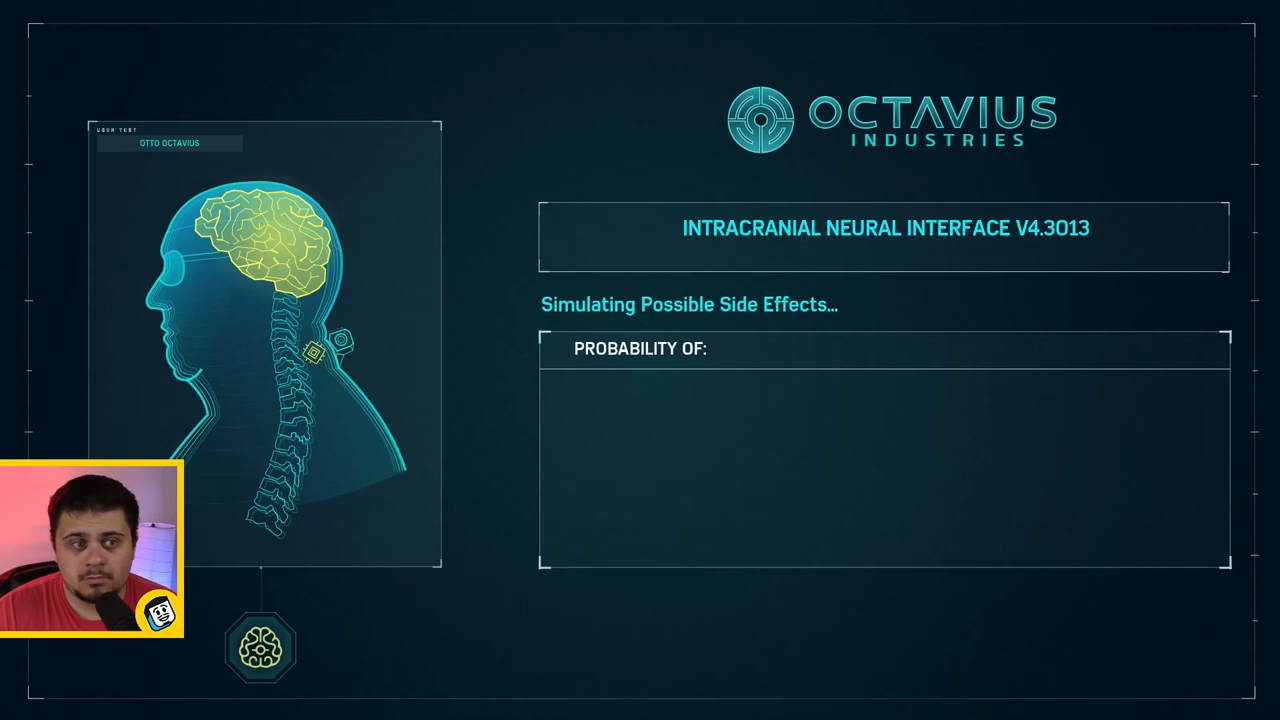 USER TEST
OTTO OCTAVIUS
OCTAVIUS
INDUSTRIES
INTRACRANIAL NEURAL INTERFACE V4.3013
Simulating Possible Side Effects...
PROBABILITY OF: